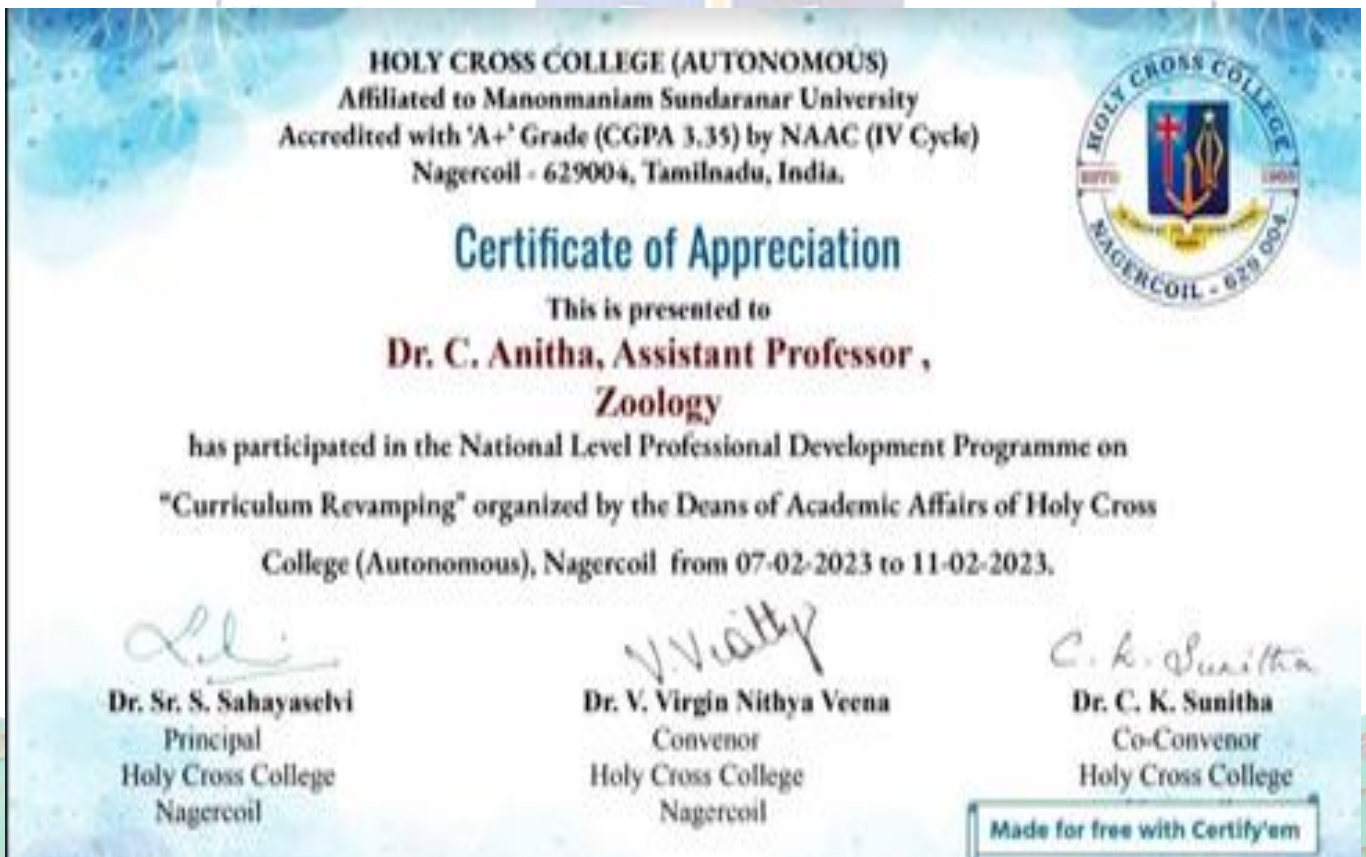 HOLY CROSS COLLEGE (AUTONOMOUS)
Affiliated to Manonmaniam Sundaranar University
Accredited with 'A+' Grade (CGPA 3.35) by NAAC (IV Cycle)
Nagercoil - 629004, Tamilnadu, India.
HOLY CROSS COLLEGE
ESTD 1965
NAGERCOIL - 629 004.
Certificate of Appreciation
This is presented to
Dr. C. Anitha, Assistant Professor ,
Zoology
has participated in the National Level Professional Development Programme on
"Curriculum Revamping" organized by the Deans of Academic Affairs of Holy Cross
College (Autonomous), Nagercoil from 07-02-2023 to 11-02-2023.
C. K. Sunitha
Dr. Sr. S. Sahayaselvi
Principal
Holy Cross College
Nagercoil
Dr. V. Virgin Nithya Veena
Convenor
Holy Cross College
Nagercoil
Dr. C. K. Sunitha
Co-Convenor
Holy Cross College
Made for free with Certify'em